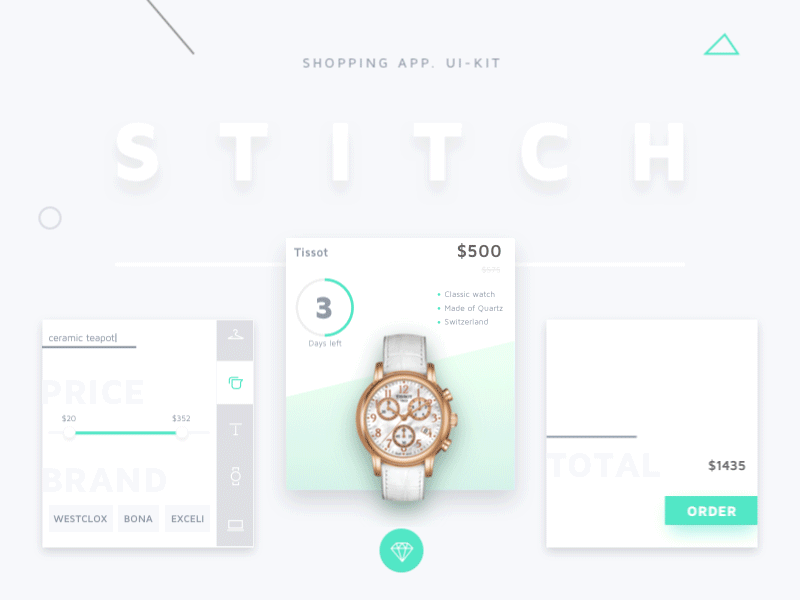 SHOPPING APP. UI-KIT
STITCH
Tissot
$500
3
Days left
Classic watch
Made of Quartz
Switzerland
ceramic teapot
PRICE
$20 $352
BRAND
WESTCLOX BONA EXCELI
TOTAL
$1435
ORDER